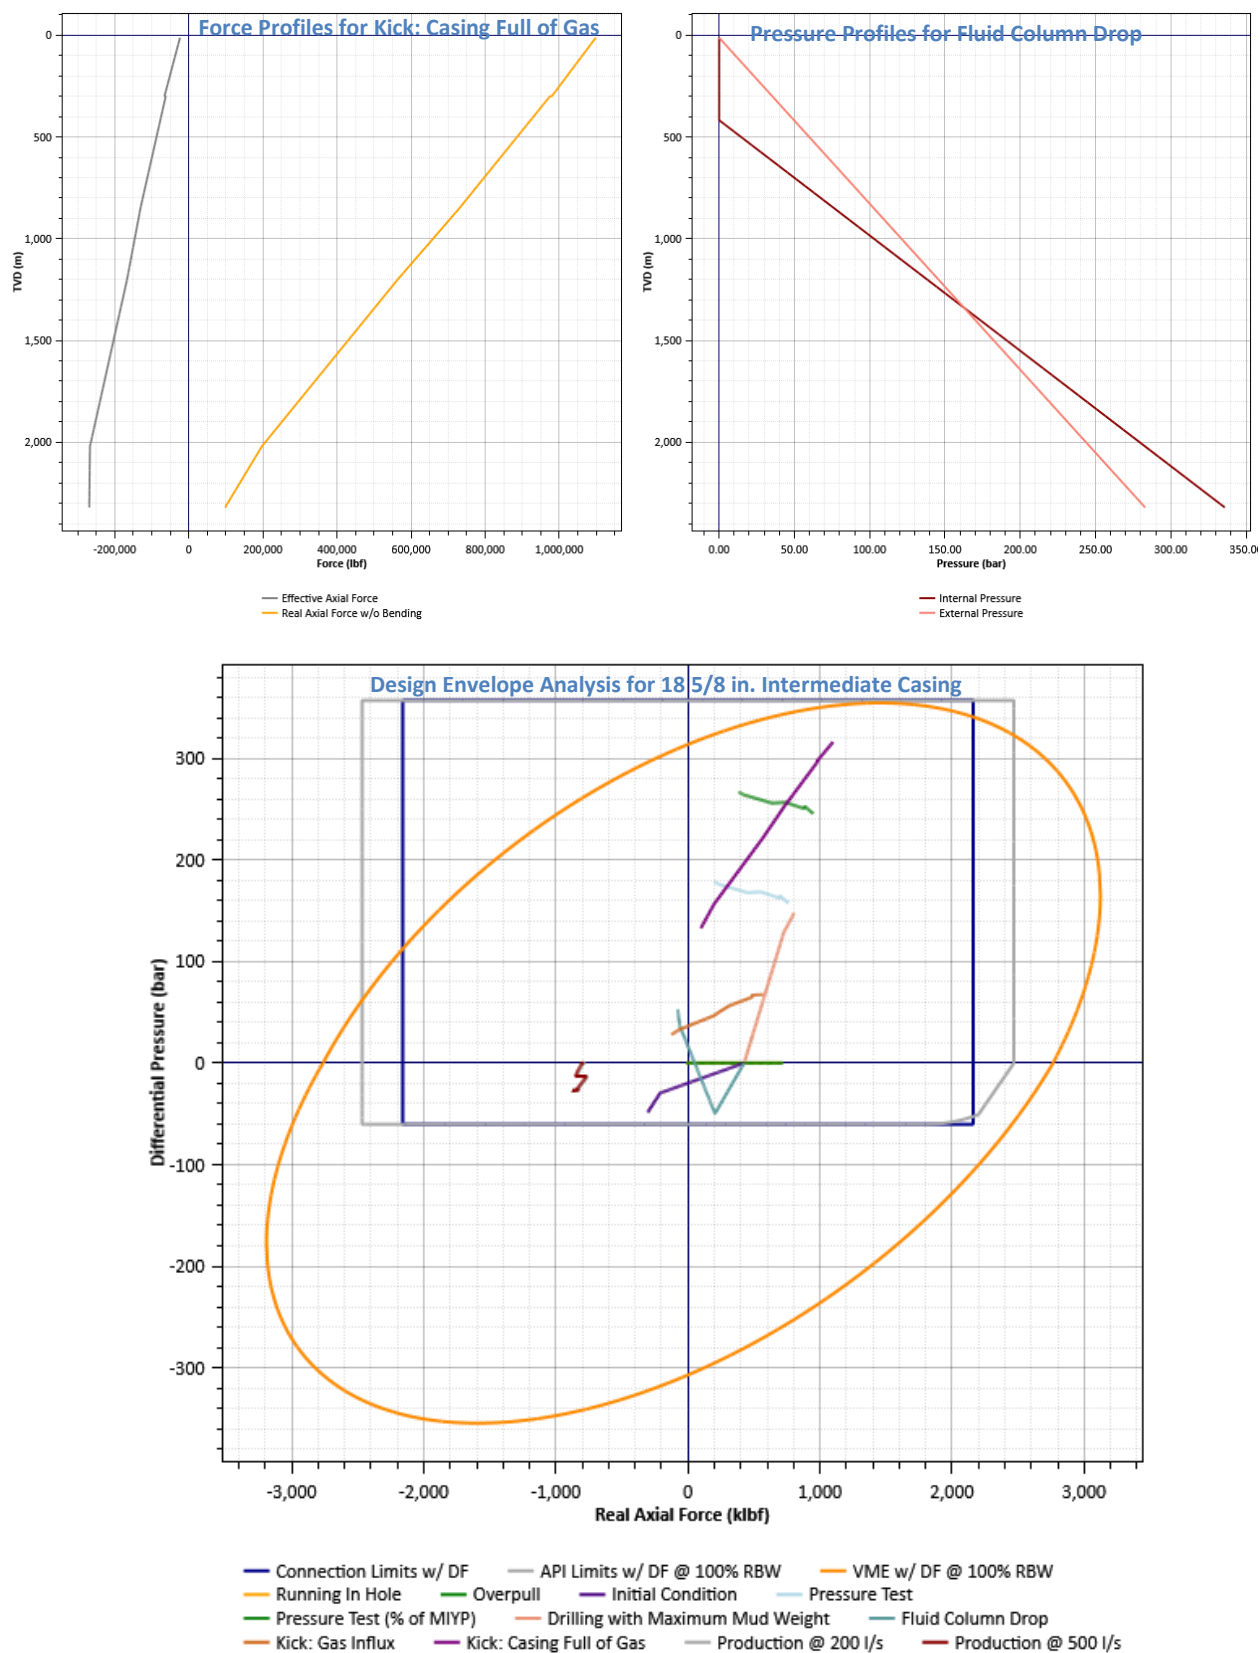 Force Profiles for Kick: Casing Full of Gas
0
500
1,000
1,500
2,000
TVD (m)
-200,000 0 200,000 400,000 600,000 800,000 1,000,000
Force (lbf)
Effective Axial Force
Real Axial Force w/o Bending
Pressure Profiles for Fluid Column Drop
0
500
1,000
1,500
2,000
TVD (m)
0.00 50.00 100.00 150.00 200.00 250.00 300.00 350.0
Pressure (bar)
Internal Pressure
External Pressure
Design Envelope Analysis for 18 5/8 in. Intermediate Casing
300
200
100
0
-100
-200
-300
Differential Pressure (bar)
-3,000 -2,000 -1,000 0 1,000 2,000 3,000
Real Axial Force (klbf)
Connection Limits w/ DF API Limits w/ DF @ 100% RBW VME w/ DF @ 100% RBW
Running In Hole Overpull Initial Condition Pressure Test
Pressure Test (% of MIYP) Drilling with Maximum Mud Weight Fluid Column Drop
Kick: Gas Influx Kick: Casing Full of Gas Production @ 200 l/s Production @ 500 l/s